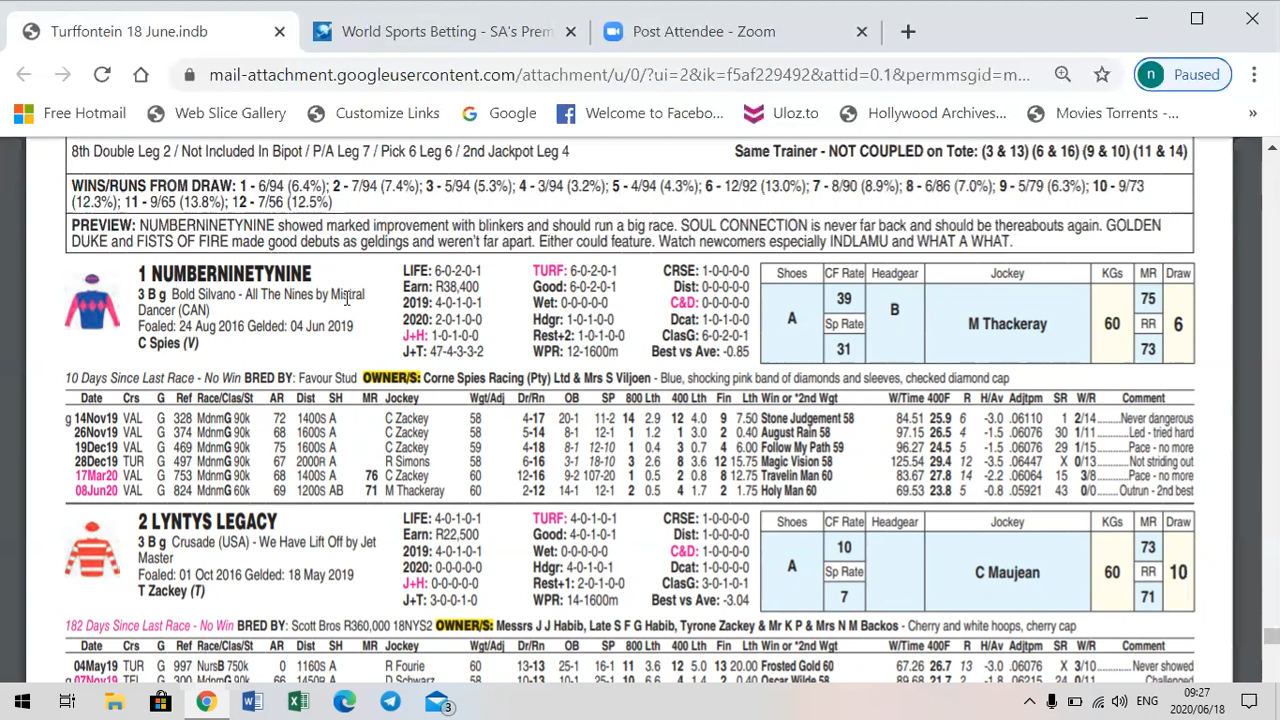 Turffontein 18 June.indb
World Sports Betting - SA's Prem
Post Attendee - Zoom
mail-attachment.googleusercontent.com/attachment/u/0/?ui=2&ik=f5af229492&attid=0.1&permmsgid=m...
n Paused
Free Hotmail Web Slice Gallery Customize Links Google Welcome to Facebo... Uloz.to Hollywood Archives... Movies Torrents -... »
8th Double Leg 2 / Not Included In Bipot / P/A Leg 7 / Pick 6 Leg 6 / 2nd Jackpot Leg 4 Same Trainer - NOT COUPLED on Tote: (3 & 13) (6 & 16) (9 & 10) (11 & 14)
WINS/RUNS FROM DRAW: 1 - 6/94 (6.4%); 2 - 7/94 (7.4%); 3 - 5/94 (5.3%); 4 - 3/94 (3.2%); 5 - 4/94 (4.3%); 6 - 12/92 (13.0%); 7 - 8/90 (8.9%); 8 - 6/86 (7.0%); 9 - 5/79 (6.3%); 10 - 9/73
(12.3%); 11 - 9/65 (13.8%); 12 - 7/56 (12.5%)
PREVIEW: NUMBERNINETYNINE showed marked improvement with blinkers and should run a big race. SOUL CONNECTION is never far back and should be thereabouts again. GOLDEN
DUKE and FISTS OF FIRE made good debuts as geldings and weren't far apart. Either could feature. Watch newcomers especially INDLAMU and WHAT A WHAT.
1 NUMBERNINETYNINE
3 B g Bold Silvano - All The Nines by Mistral
Dancer (CAN)
Foaled: 24 Aug 2016 Gelded: 04 Jun 2019
C Spies (V)
LIFE: 6-0-2-0-1 TURF: 6-0-2-0-1 CRSE: 1-0-0-0-0
Earn: R38,400 Good: 6-0-2-0-1 Dist: 0-0-0-0-0
2019: 4-0-1-0-1 Wet: 0-0-0-0-0 C&D: 0-0-0-0-0
2020: 2-0-1-0-0 Hdgr: 1-0-1-0-0 Dcat: 1-0-0-0-0
J+H: 1-0-1-0-0 Rest+2: 1-0-1-0-0 ClasG: 6-0-2-0-1
J+T: 47-4-3-3-2 WPR: 12-1600m Best vs Ave: -0.85
Shoes CF Rate Headgear Jockey KGs MR Draw
A 39 B M Thackeray 60 75 6
Sp Rate RR
31 73
10 Days Since Last Race - No Win BRED BY: Favour Stud OWNER/S: Corne Spies Racing (Pty) Ltd & Mrs S Viljoen - Blue, shocking pink band of diamonds and sleeves, checked diamond cap
Date Crs G Ref Race/Clas/St AR Dist SH MR Jockey Wgt/Adj Dr/Rn OB SP 800 Lth 400 Lth Fin Lth Win or *2nd Wgt W/Time 400F R H/Av Adjtpm SR W/R Comment
g 14Nov19 VAL G 328 MdnmG 90k 72 1400S A C Zackey 58 4-17 20-1 11-2 14 2.9 12 4.0 9 7.50 Stone Judgement 58 84.51 25.9 6 -3.0 .06110 1 2/14 ......Never dangerous
26Nov19 VAL G 374 MdnmG 90k 68 1600S A C Zackey 58 5-14 8-1 12-1 1 1.2 1 3.0 2 0.40 August Rain 58 97.15 26.5 4 -1.5 .06076 30 1/11 ......Led - tried hard
19Dec19 VAL G 469 MdnmG 90k 75 1600S A C Zackey 59 4-18 8-1 12-10 1 0.4 3 0.7 4 6.00 Follow My Path 59 96.27 24.5 5 -1.5 .06076 29 1/15 ......Pace - no more
28Dec19 TUR G 497 MdnmG 90k 67 2000R A R Simons 58 6-16 3-1 18-10 3 2.6 8 3.6 12 15.75 Magic Vision 58 125.54 29.4 12 -3.5 .06447 X 0/13 ......Not striding out
17Mar20 VAL G 753 MdnmG 90k 68 1400S A 76 C Zackey 58 12-16 9-2 107-20 1 0.5 2 0.8 8 12.75 Travelin Man 60 83.67 27.8 14 -2.2 .06064 15 3/8 ......Pace - no more
08Jun20 VAL G 824 MdnmG 60k 69 1200S AB 71 M Thackeray 60 2-12 14-1 12-1 2 0.5 4 1.7 2 1.75 Holy Man 60 69.53 23.8 5 -0.8 .05921 43 0/0 ......Outrun - 2nd best
2 LYNTYS LEGACY
3 B g Crusade (USA) - We Have Lift Off by Jet
Master
Foaled: 01 Oct 2016 Gelded: 18 May 2019
T Zackey (T)
LIFE: 4-0-1-0-1 TURF: 4-0-1-0-1 CRSE: 1-0-0-0-0
Earn: R22,500 Good: 4-0-1-0-1 Dist: 0-0-0-0-0
2019: 4-0-1-0-1 Wet: 0-0-0-0-0 C&D: 0-0-0-0-0
2020: 0-0-0-0-0 Hdgr: 4-0-1-0-1 Dcat: 1-0-0-0-0
J+H: 0-0-0-0-0 Rest+1: 2-0-1-0-0 ClasG: 3-0-1-0-1
J+T: 3-0-0-1-0 WPR: 14-1600m Best vs Ave: -3.04
Shoes CF Rate Headgear Jockey KGs MR Draw
A 10 C Maujean 60 73 10
Sp Rate RR
7 71
182 Days Since Last Race - No Win BRED BY: Scott Bros R360,000 18NYS2 OWNER/S: Messrs J J Habib, Late S F G Habib, Tyrone Zackey & Mr K P & Mrs N M Backos - Cherry and white hoops, cherry cap
Date Crs G Ref Race/Clas/St AR Dist SH MR Jockey Wgt/Adj Dr/Rn OB SP 800 Lth 400 Lth Fin Lth Win or *2nd Wgt W/Time 400F R H/Av Adjtpm SR W/R Comment
04May19 TUR G 997 NursB 750k 0 1160S A R Fourie 60 13-13 25-1 16-1 11 3.6 12 5.0 13 20.00 Frosted Gold 60 67.26 26.7 13 -3.0 .06076 X 3/10 ......Never showed
ENG
09:27
2020/06/18
3